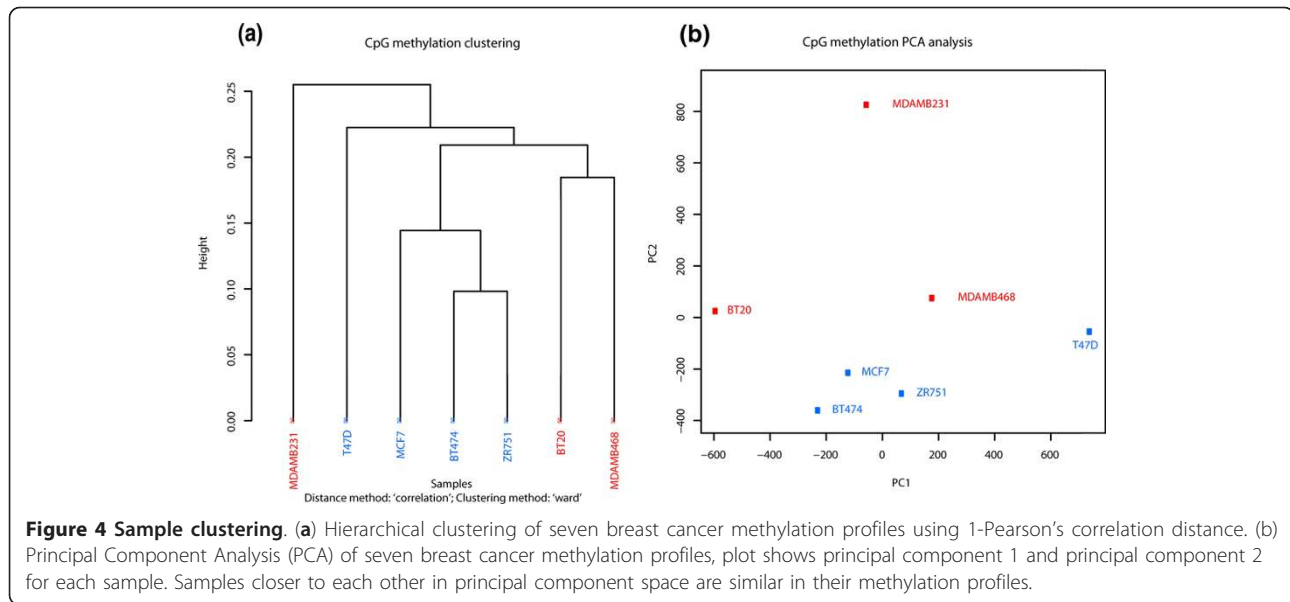 (a)
CpG methylation clustering
Height
0.25
0.20
0.15
0.10
0.05
0.00
MDAMB231
T47D
MCF7
BT474
ZR751
BT20
MDAMB468
Samples
Distance method: ‘correlation’; Clustering method: ‘ward’
(b)
CpG methylation PCA analysis
PC2
800
600
400
200
0
−200
−400
MDAMB231
MDAMB468
BT20
T47D
MCF7
ZR751
BT474
−600
−400
−200
0
200
400
600
PC1
Figure 4 Sample clustering. (a) Hierarchical clustering of seven breast cancer methylation profiles using 1-Pearson’s correlation distance. (b)
Principal Component Analysis (PCA) of seven breast cancer methylation profiles, plot shows principal component 1 and principal component 2
for each sample. Samples closer to each other in principal component space are similar in their methylation profiles.